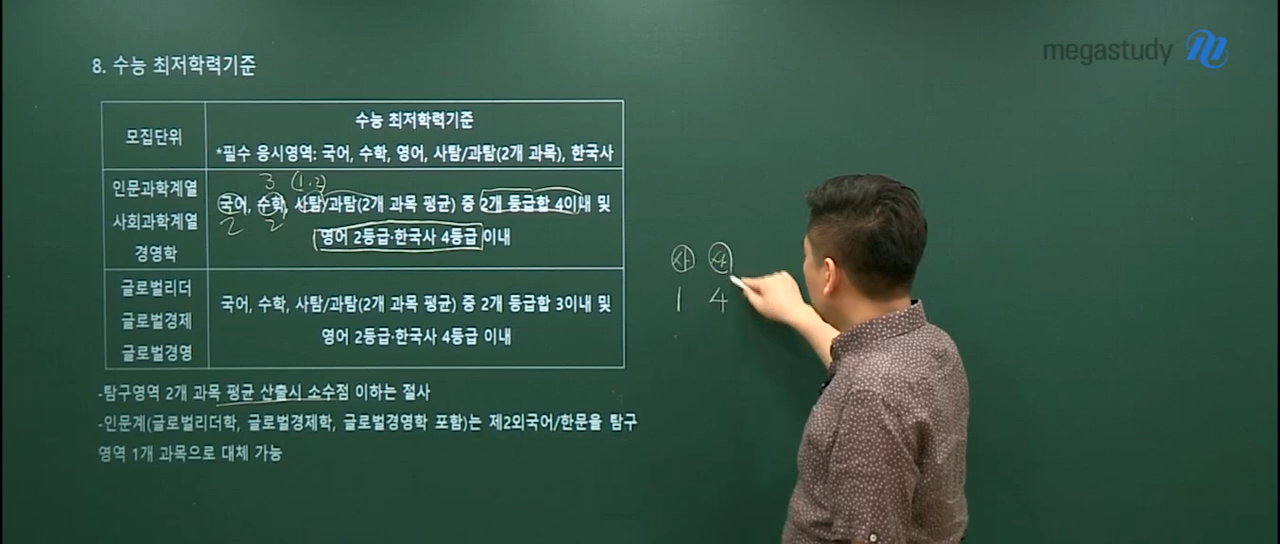 megastudy
8. 수능 최저학력기준
모집단위
수능 최저학력기준
*필수 응시영역: 국어, 수학, 영어, 사탐/과탐(2개 과목), 한국사
인문과학계열
사회과학계열
경영학
3 (1.2)
국어, 수학, 사탐/과탐(2개 과목 평균) 중 2개 등급합 4이내 및
2 2
영어 2등급·한국사 4등급 이내
글로벌리더
글로벌경제
글로벌경영
국어, 수학, 사탐/과탐(2개 과목 평균) 중 2개 등급합 3이내 및
영어 2등급·한국사 4등급 이내
사 사
1 4
-탐구영역 2개 과목 평균 산출시 소수점 이하는 절사
-인문계(글로벌리더학, 글로벌경제학, 글로벌경영학 포함)는 제2외국어/한문을 탐구
영역 1개 과목으로 대체 가능